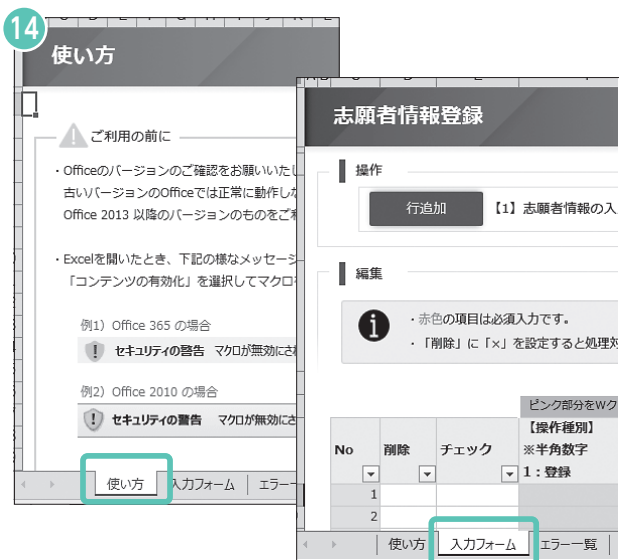 14
使い方
ご利用の前に
・Officeのバージョンのご確認をお願いいたし
古いバージョンのOfficeでは正常に動作しな
Office 2013 以降のバージョンのものをご利
・Excelを開いたとき、下記の様なメッセージ
「コンテンツの有効化」を選択してマクロ
例1）Office 365 の場合
セキュリティの警告 マクロが無効にさ
例2）Office 2010 の場合
セキュリティの警告 マクロが無効にさ
使い方 入力フォーム エラー
志願者情報登録
操作
行追加 【1】志願者情報の入
編集
・赤色の項目は必須入力です。
・「削除」に「×」を設定すると処理対
ピンク部分をWク
No 削除 チェック
【操作種別】
※半角数字
1：登録
1
2
使い方 入力フォーム エラー一覧